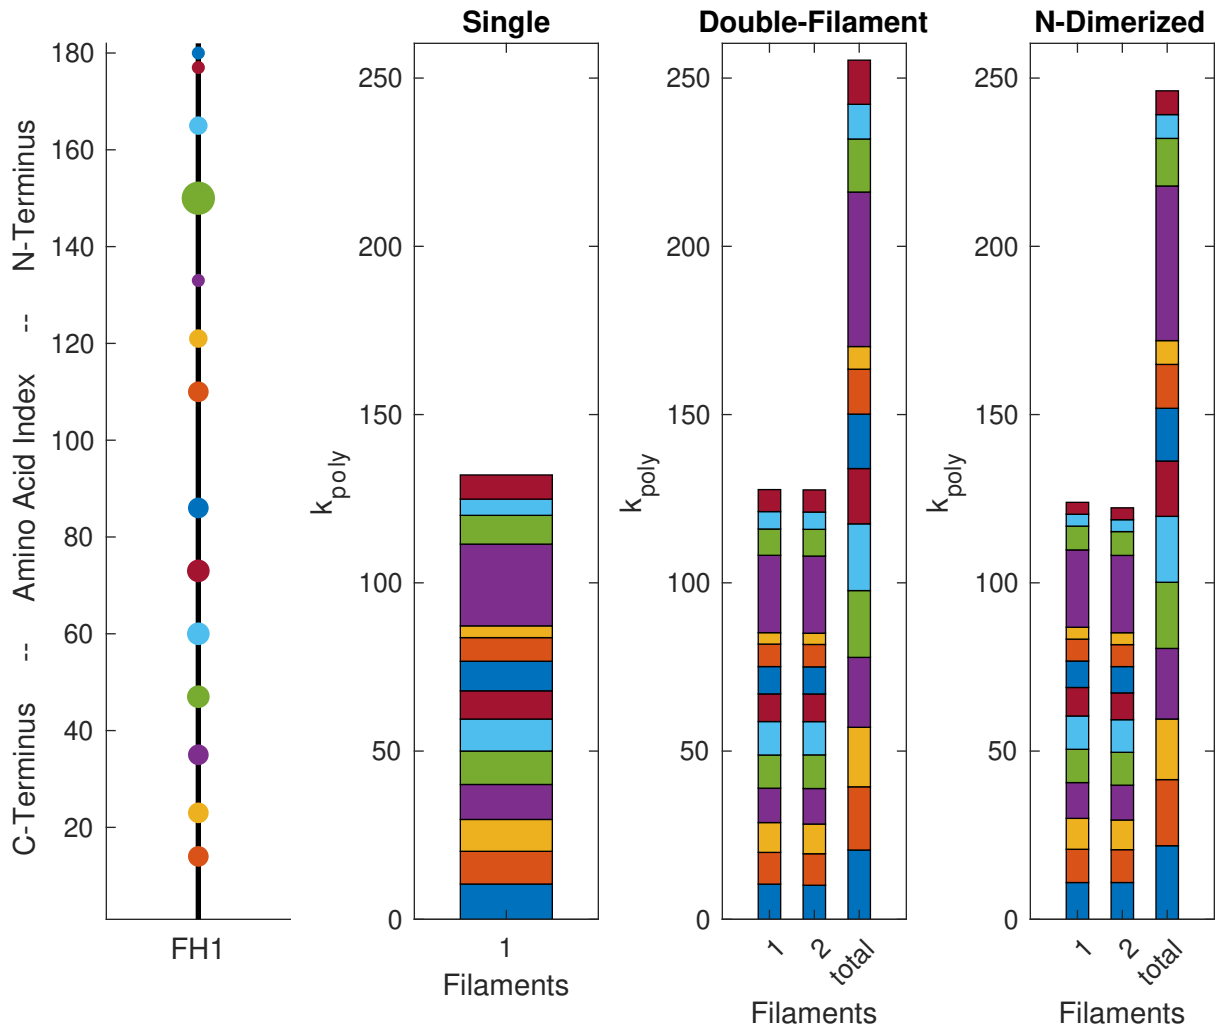 Single
Double-Filament
N-Dimerized
C-Terminus -- Amino Acid Index -- N-Terminus
180
160
140
120
100
80
60
40
20
FH1
k_poly
250
200
150
100
50
0
1
Filaments
k_poly
250
200
150
100
50
0
1
2
total
Filaments
k_poly
250
200
150
100
50
0
1
2
total
Filaments